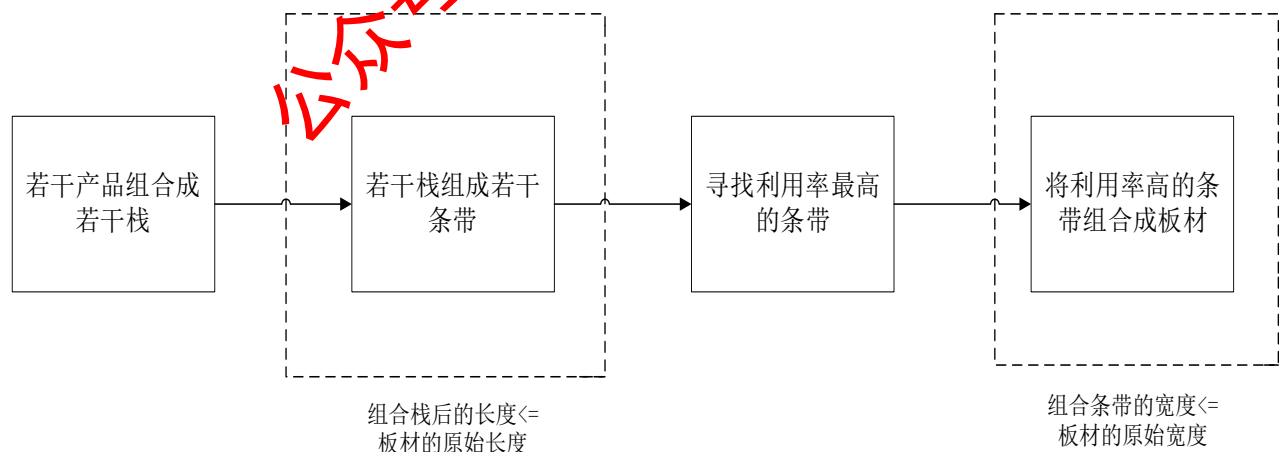 公众号
若干产品组合成
若干栈
若干栈组成若干
条带
寻找利用率最高
的条带
将利用率高的条
带组合成板材
组合栈后的长度<=
板材的原始长度
组合条带的宽度<=
板材的原始宽度